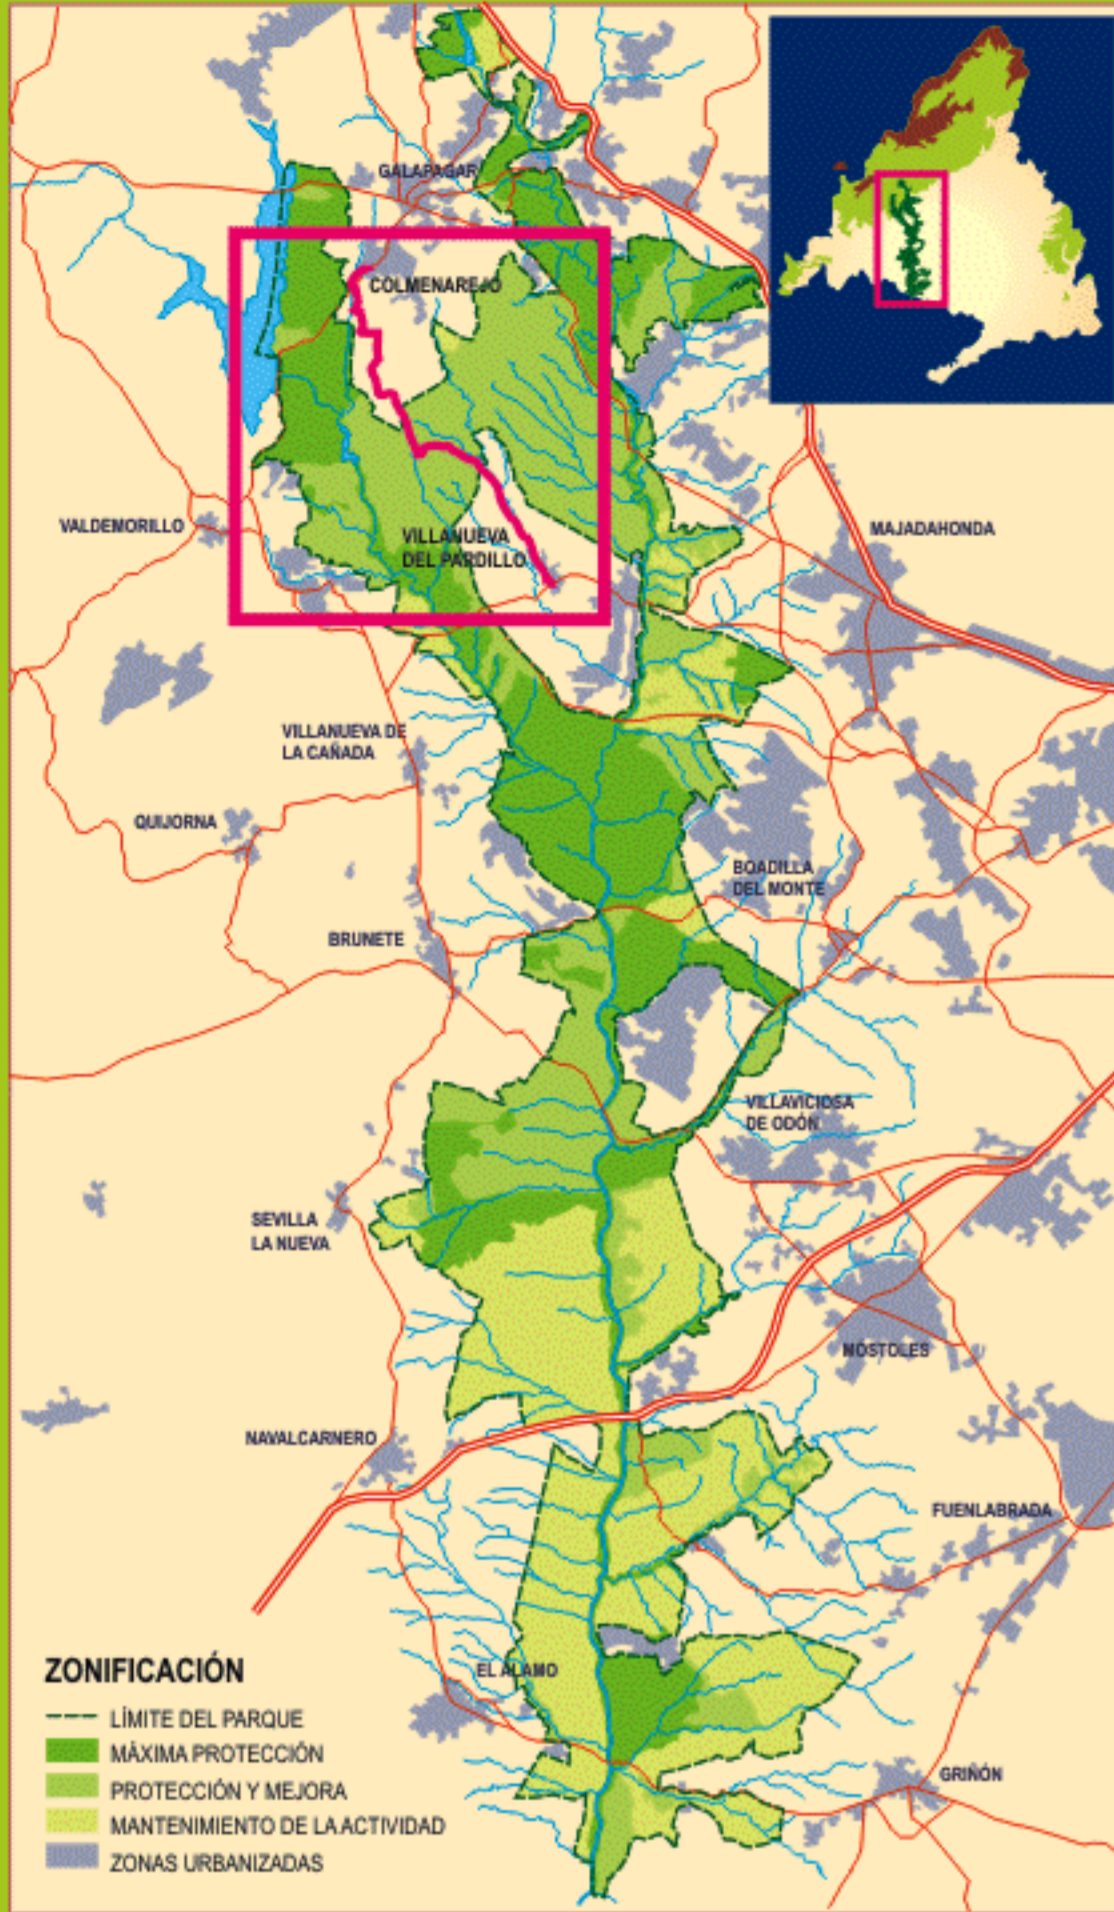 GALAPAGAR
COLMENAREJO
VALDEMORILLO
VILLANUEVA
DEL PARDILLO
MAJADAHONDA
VILLANUEVA DE
LA CAÑADA
QUIJORNA
BOADILLA
DEL MONTE
BRUNETE
VILLAVICIOSA
DE ODÓN
SEVILLA
LA NUEVA
MOSTOLES
NAVALCARNERO
FUENLABRADA
EL ALAMO
GRIÑÓN
ZONIFICACIÓN
LÍMITE DEL PARQUE
MÁXIMA PROTECCIÓN
PROTECCIÓN Y MEJORA
MANTENIMIENTO DE LA ACTIVIDAD
ZONAS URBANIZADAS